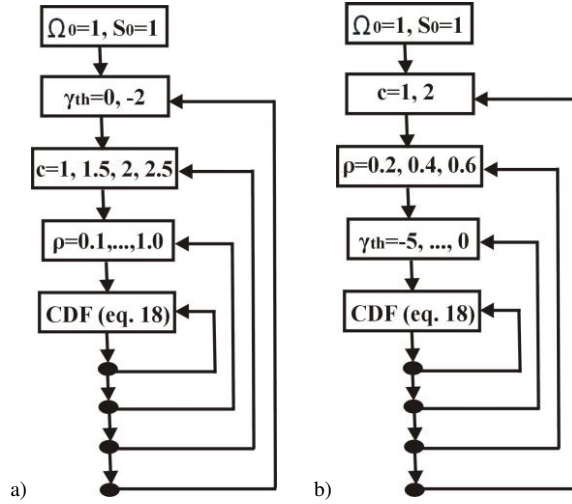 Ω₀=1, S₀=1
γth=0, -2
c=1, 1.5, 2, 2.5
ρ=0.1,...,1.0
CDF (eq. 18)
a)
Ω₀=1, S₀=1
c=1, 2
ρ=0.2, 0.4, 0.6
γth=-5, ..., 0
CDF (eq. 18)
b)